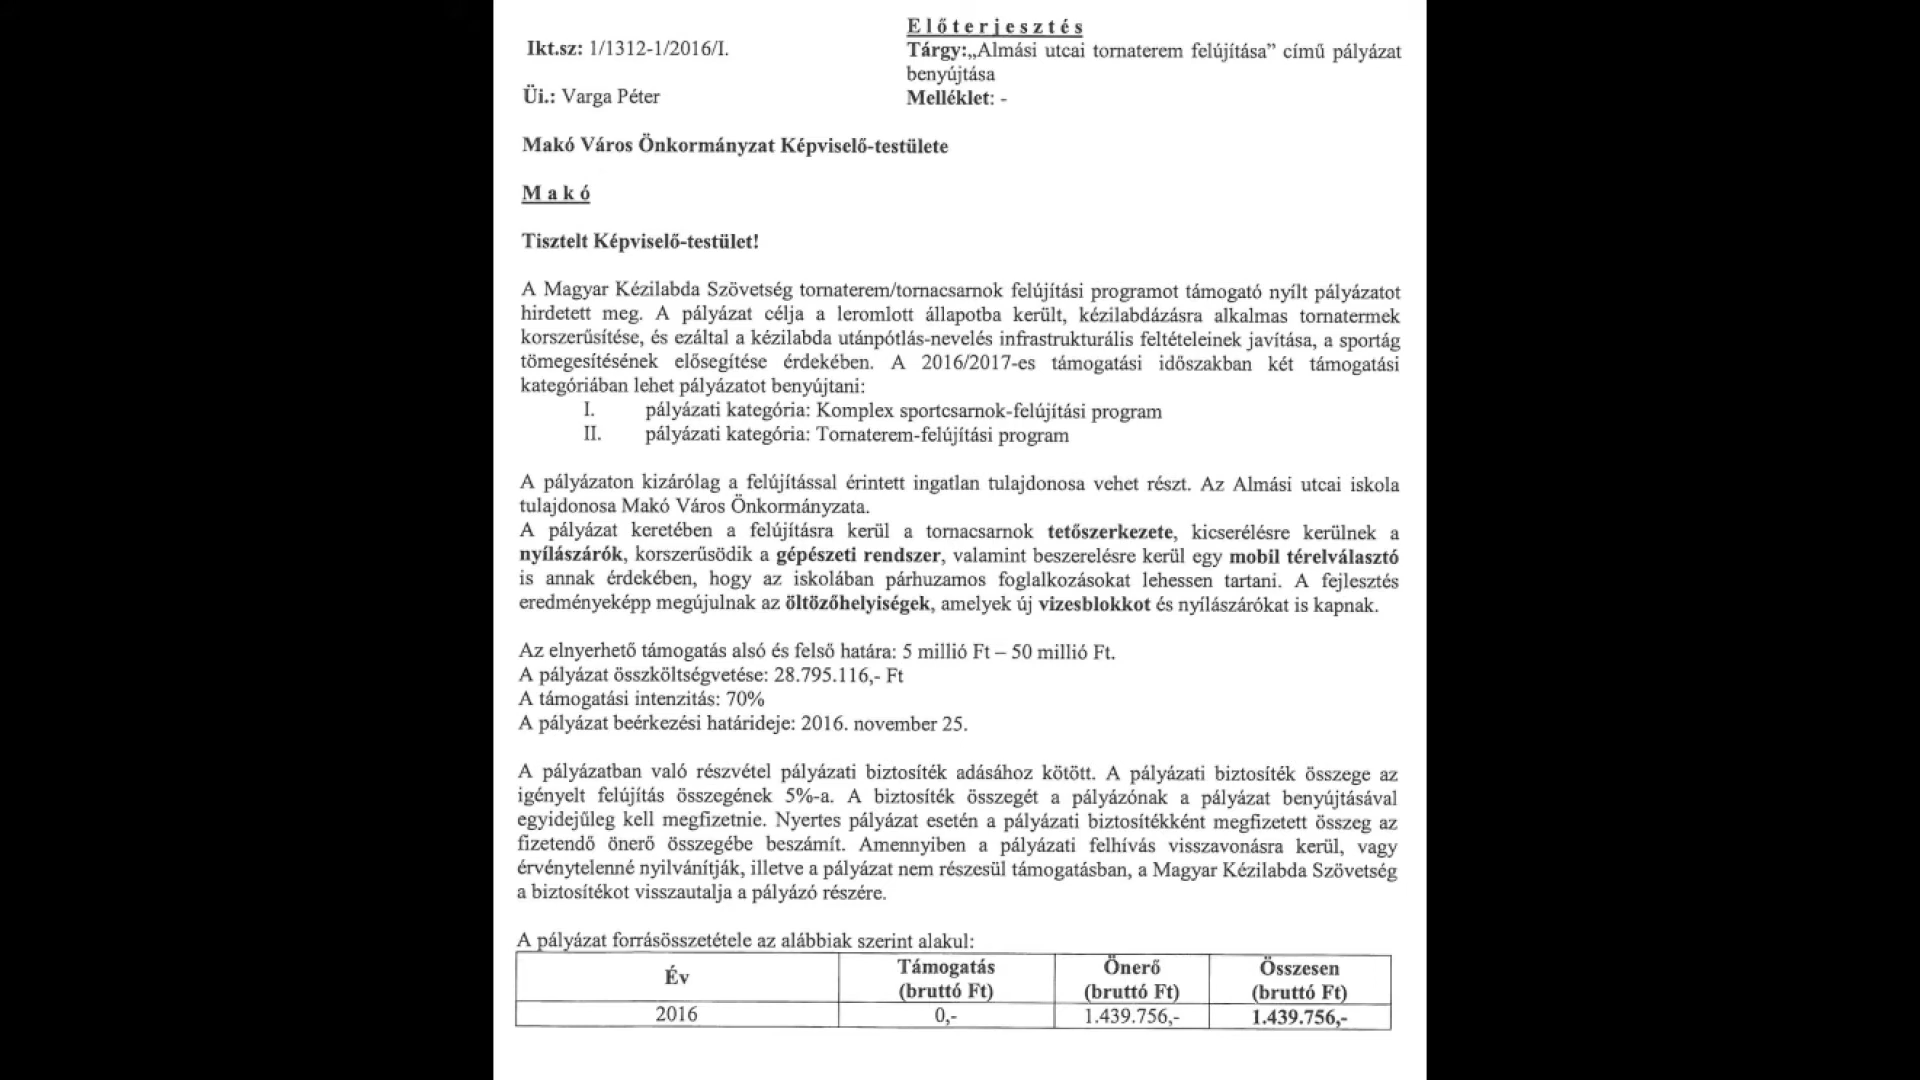 Előterjesztés
Ikt.sz: 1/1312-1/2016/I.
Tárgy:„Almási utcai tornaterem felújítása” című pályázat
benyújtása
Üi.: Varga Péter
Melléklet: -
Makó Város Önkormányzat Képviselő-testülete
M a k ó
Tisztelt Képviselő-testület!
A Magyar Kézilabda Szövetség tornaterem/tornacsarnok felújítási programot támogató nyílt pályázatot
hirdetett meg. A pályázat célja a leromlott állapotba került, kézilabdázásra alkalmas tornatermek
korszerűsítése, és ezáltal a kézilabda utánpótlás-nevelés infrastrukturális feltételeinek javítása, a sportág
tömegesítésének elősegítése érdekében. A 2016/2017-es támogatási időszakban két támogatási
kategóriában lehet pályázatot benyújtani:
I. pályázati kategória: Komplex sportcsarnok-felújítási program
II. pályázati kategória: Tornaterem-felújítási program
A pályázaton kizárólag a felújítással érintett ingatlan tulajdonosa vehet részt. Az Almási utcai iskola
tulajdonosa Makó Város Önkormányzata.
A pályázat keretében a felújításra kerül a tornacsarnok tetőszerkezete, kicserélésre kerülnek a
nyílászárók, korszerűsödik a gépészeti rendszer, valamint beszerelésre kerül egy mobil térelválasztó
is annak érdekében, hogy az iskolában párhuzamos foglalkozásokat lehessen tartani. A fejlesztés
eredményeképp megújulnak az öltözőhelyiségek, amelyek új vizesblokkot és nyílászárókat is kapnak.
Az elnyerhető támogatás alsó és felső határa: 5 millió Ft – 50 millió Ft.
A pályázat összköltségvetése: 28.795.116,- Ft
A támogatási intenzitás: 70%
A pályázat beérkezési határideje: 2016. november 25.
A pályázatban való részvétel pályázati biztosíték adásához kötött. A pályázati biztosíték összege az
igényelt felújítás összegének 5%-a. A biztosíték összegét a pályázónak a pályázat benyújtásával
egyidejűleg kell megfizetnie. Nyertes pályázat esetén a pályázati biztosítékként megfizetett összeg az
fizetendő önerő összegébe beszámít. Amennyiben a pályázati felhívás visszavonásra kerül, vagy
érvénytelenné nyilvánítják, illetve a pályázat nem részesül támogatásban, a Magyar Kézilabda Szövetség
a biztosítékot visszautalja a pályázó részére.
A pályázat forrásösszetétele az alábbiak szerint alakul:
Év Támogatás (bruttó Ft) Önerő (bruttó Ft) Összesen (bruttó Ft)
2016 0,- 1.439.756,- 1.439.756,-